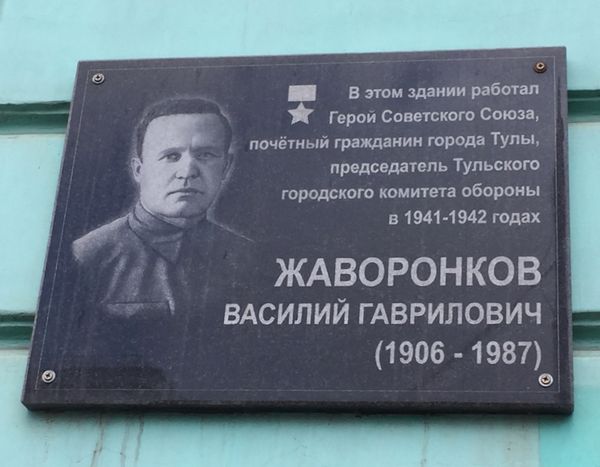 В этом здании работал
Герой Советского Союза,
почётный гражданин города Тулы,
председатель Тульского
городского комитета обороны
в 1941-1942 годах
ЖАВОРОНКОВ
ВАСИЛИЙ ГАВРИЛОВИЧ
(1906 - 1987)